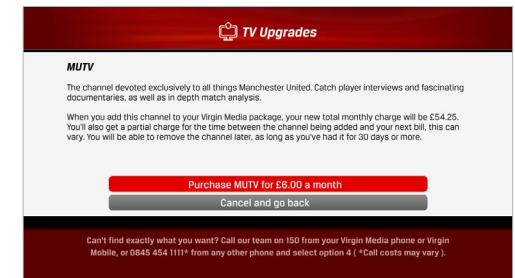 TV Upgrades
MUTV
The channel devoted exclusively to all things Manchester United. Catch player interviews and fascinating
documentaries, as well as in depth match analysis.
When you add this channel to your Virgin Media package, your new total monthly charge will be £54.25.
You'll also get a partial charge for the time between the channel being added and your next bill, this can
vary. You will be able to remove the channel later, as long as you've had it for 30 days or more.
Purchase MUTV for £6.00 a month
Cancel and go back
Can't find exactly what you want? Call our team on 150 from your Virgin Media phone or Virgin
Mobile, or 0845 454 1111* from any other phone and select option 4 ( *Call costs may vary ).